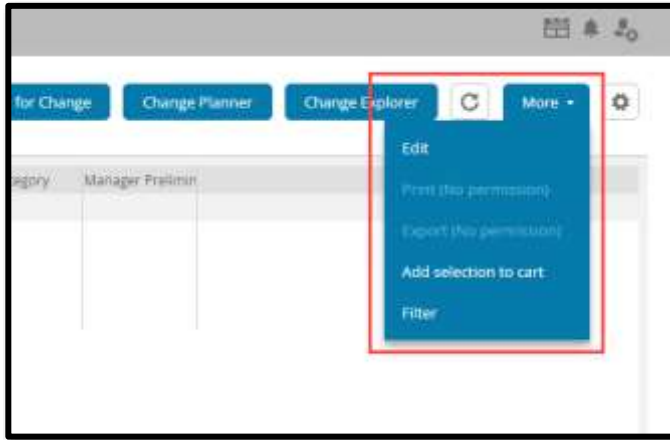 for Change
Change Planner
Change Explorer
More
egory
Manager Prelimin
Edit
Print (No permission)
Export (No permission)
Add selection to cart
Filter